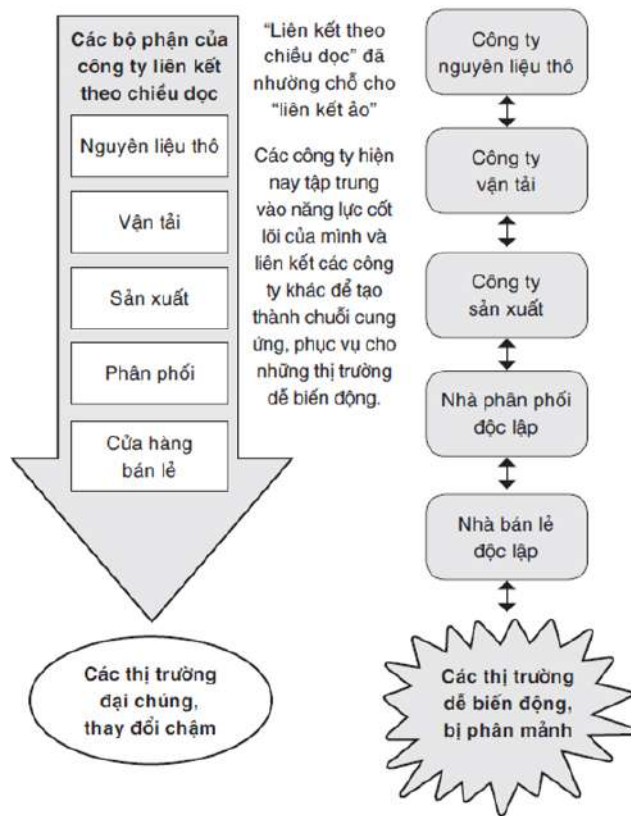 Các bộ phận của
công ty liên kết
theo chiều dọc
Nguyên liệu thô
Vận tải
Sản xuất
Phân phối
Cửa hàng
bán lẻ
Các thị trường
đại chúng,
thay đổi chậm
“Liên kết theo
chiều dọc” đã
nhường chỗ cho
“liên kết ảo”
Các công ty hiện
nay tập trung
vào năng lực cốt
lõi của mình và
liên kết các công
ty khác để tạo
thành chuỗi cung
ứng, phục vụ cho
những thị trường
dễ biến động.
Công ty
nguyên liệu thô
Công ty
vận tải
Công ty
sản xuất
Nhà phân phối
độc lập
Nhà bán lẻ
độc lập
Các thị trường
dễ biến động,
bị phân mảnh